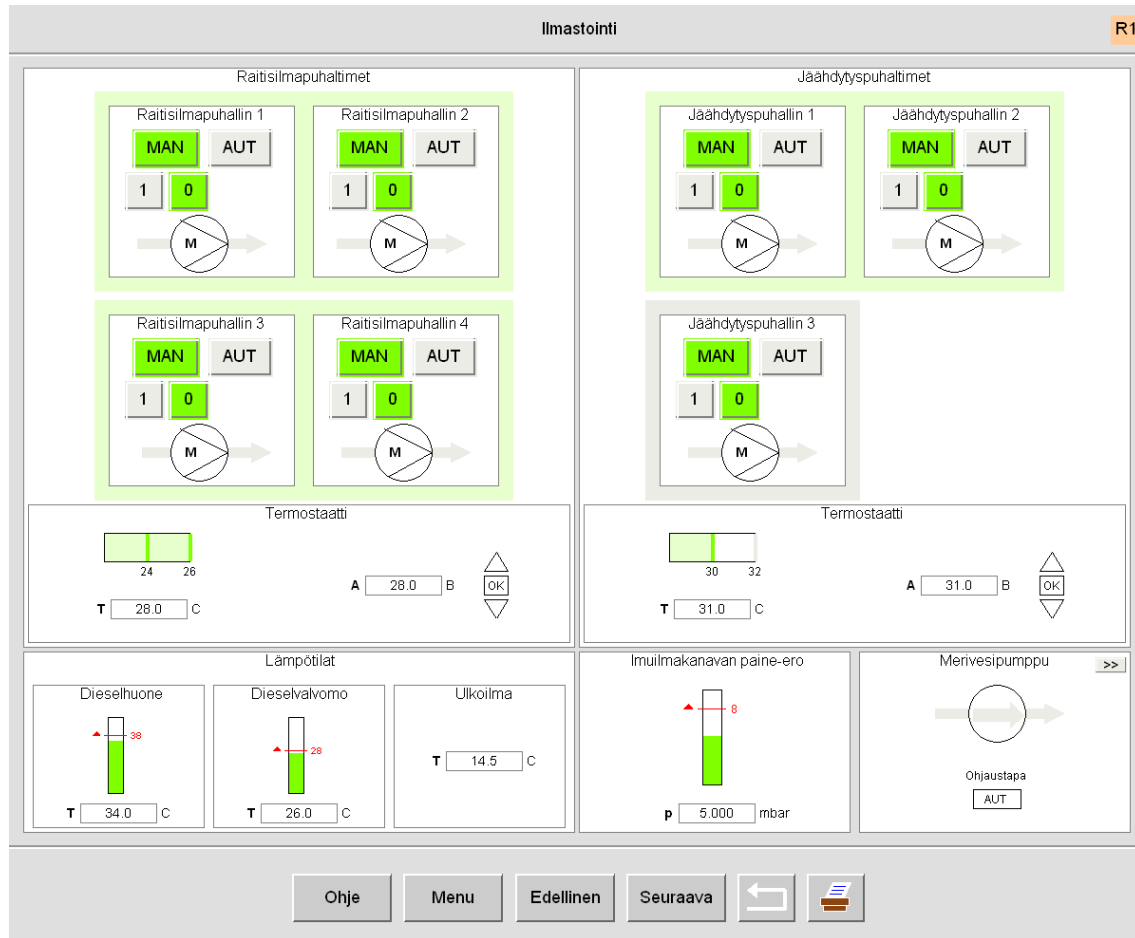 Ilmastointi
R1
Raitisilmapuhaltimet
Raitisilmapuhallin 1
MAN AUT
1 0
M
Raitisilmapuhallin 2
MAN AUT
1 0
M
Raitisilmapuhallin 3
MAN AUT
1 0
M
Raitisilmapuhallin 4
MAN AUT
1 0
M
Termostaatti
24 26
T 28.0 C
A 28.0 B
OK
Jäähdytyspuhaltimet
Jäähdytyspuhallin 1
MAN AUT
1 0
M
Jäähdytyspuhallin 2
MAN AUT
1 0
M
Jäähdytyspuhallin 3
MAN AUT
1 0
M
Termostaatti
30 32
T 31.0 C
A 31.0 B
OK
Lämpötilat
Dieselhuone
38
T 34.0 C
Dieselvalvomo
28
T 26.0 C
Ulkoilma
T 14.5 C
Imuilmakanavan paine-ero
8
p 5.000 mbar
Merivesipumppu
>>
Ohjaustapa
AUT
Ohje
Menu
Edellinen
Seuraava